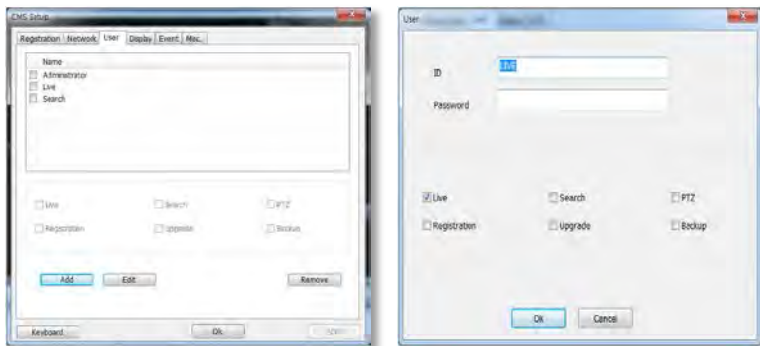 CMS Setup
Registration Network User Display Event Misc.
Name
Administrator
Live
Search
Live Search PTZ
Registration Upgrade Backup
Add Edit Remove
Keyboard Ok
User
ID LIVE
Password
Live Search PTZ
Registration Upgrade Backup
Ok Cancel